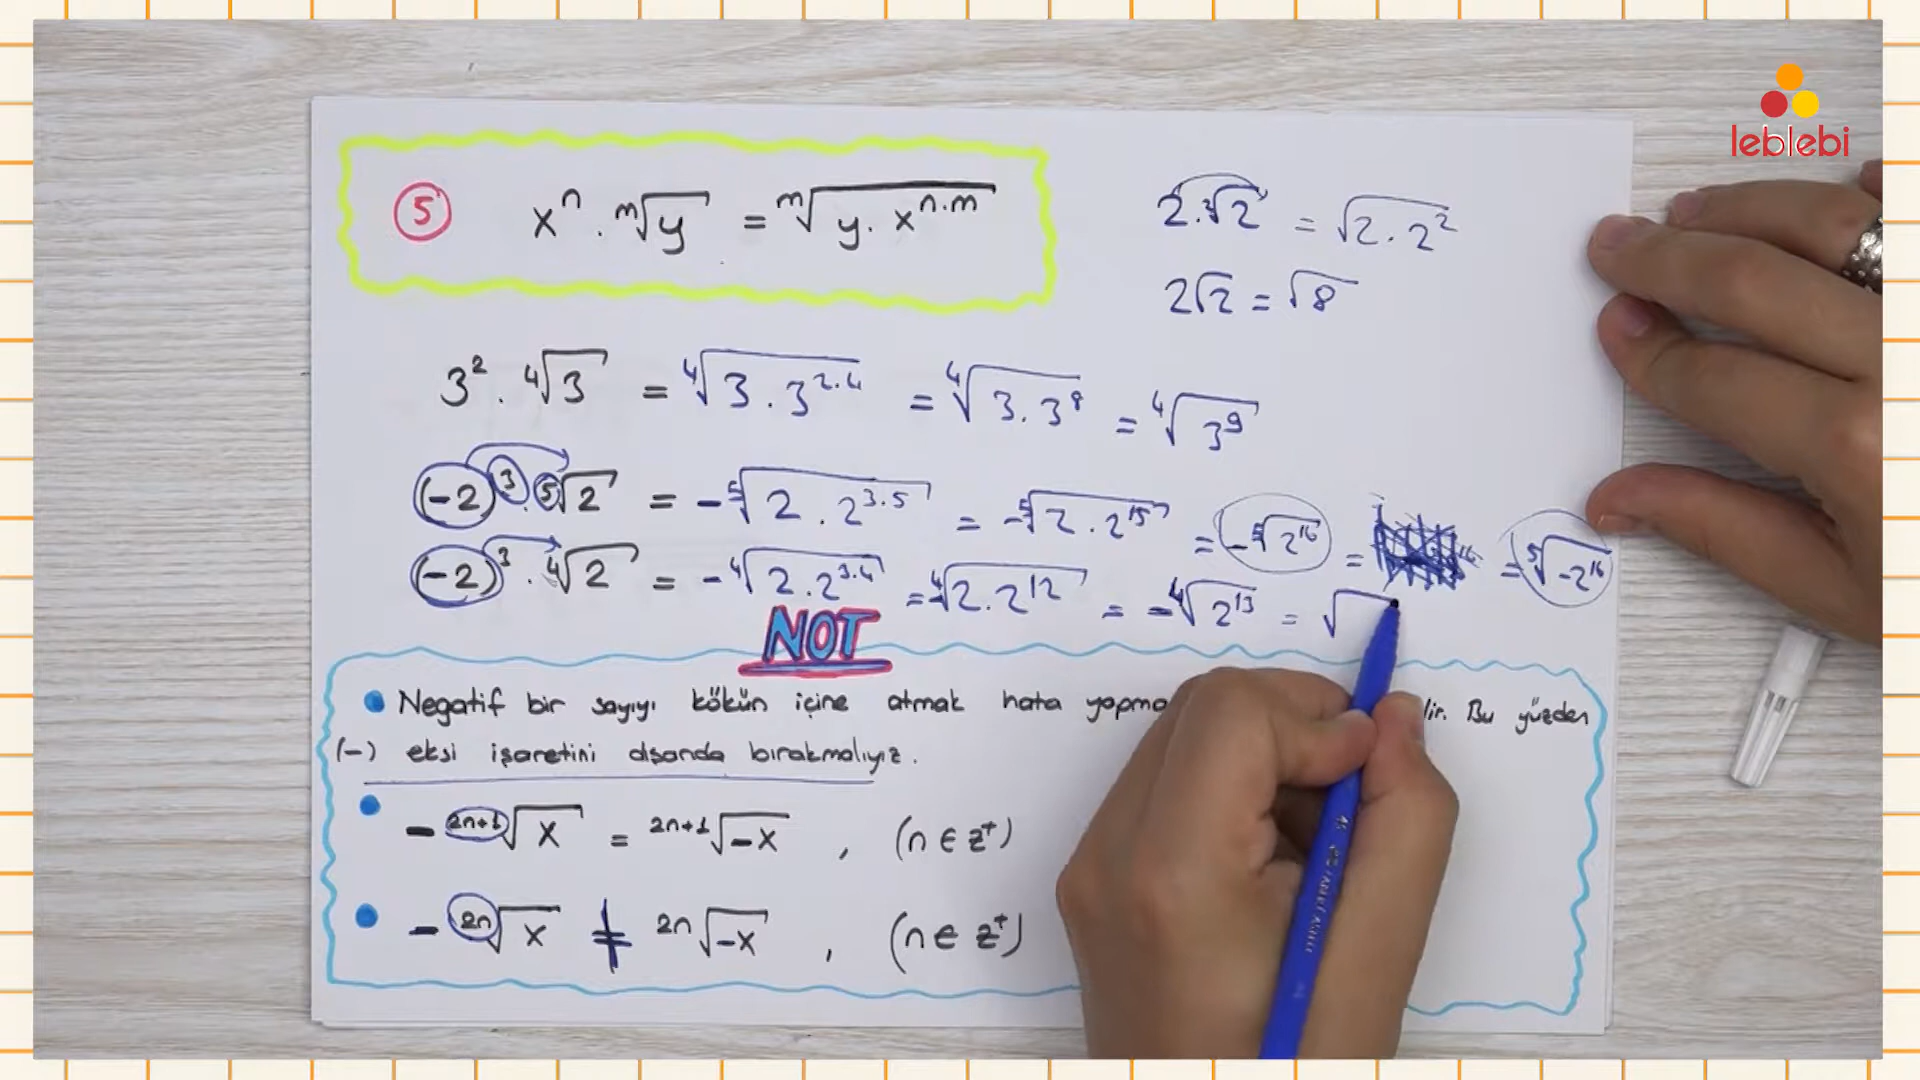 leblebi
5 xⁿ . ᵐ√y = ᵐ√(y. xⁿ·ᵐ)
2.²√2 = √(2.2²)
2√2 = √8
3² . ⁴√3 = ⁴√(3.3²·⁴) = ⁴√(3.3⁸) = ⁴√(3⁹)
(-2)³ . ⁵√2 = -⁵√(2.2³·⁵) = -⁵√(2.2¹⁵) = -⁵√(2¹⁶) = = ⁵√(-2¹⁶)
(-2)³ . ⁴√2 = -⁴√(2.2³·⁴) = -⁴√(2.2¹²) = -⁴√(2¹³) = √
NOT
Negatif bir sayıyı kökün içine atmak hata Bu yüzden
(-) eksi işaretini dışarıda bırakmalıyız.
- ²ⁿ⁺¹√x = ²ⁿ⁺¹√(-x) , (n ∈ z⁺)
- ²ⁿ√x ≠ ²ⁿ√(-x) , (n ∈ z⁺)